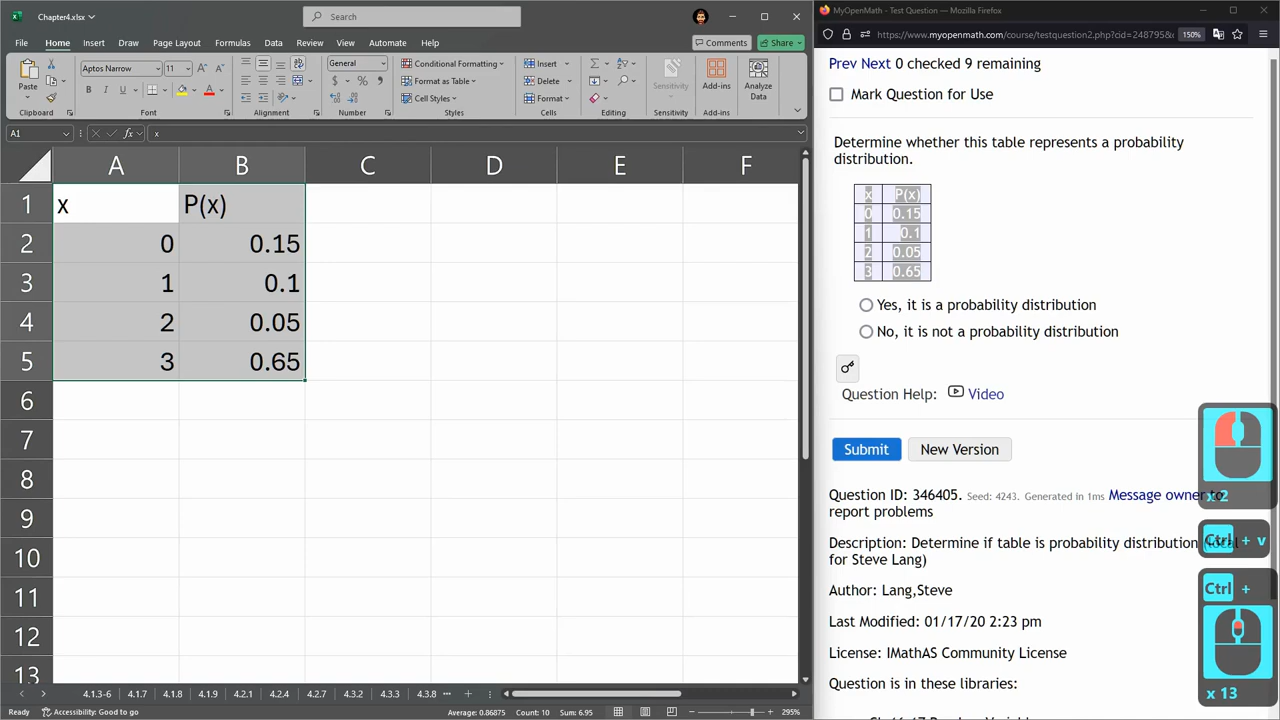 Chapter4.xlsx
Search
File Home Insert Draw Page Layout Formulas Data Review View Automate Help
Comments Share
Paste
Aptos Narrow 11 A A
B I U A
General
$ % ,
Conditional Formatting
Format as Table
Cell Styles
Insert
Delete
Format
Sensitivity
Add-ins
Analyze Data
Clipboard Font Alignment Number Styles Cells Editing Sensitivity Add-ins
A1 fx x
A B C D E F
1 x P(x)
2 0 0.15
3 1 0.1
4 2 0.05
5 3 0.65
6
7
8
9
10
11
12
13
4.1.3-6 4.1.7 4.1.8 4.1.9 4.2.4 4.2.7 4.3.2 4.3.3 4.3.8
Ready Accessibility: Good to go Average: 0.86875 Count: 10 Sum: 6.95 295%
MyOpenMath - Test Question — Mozilla Firefox
https://www.myopenmath.com/course/testquestion2.php?cid=248795& 150%
Prev Next 0 checked 9 remaining
Mark Question for Use
Determine whether this table represents a probability
distribution.
x P(x)
0 0.15
1 0.1
2 0.05
3 0.65
Yes, it is a probability distribution
No, it is not a probability distribution
Question Help: Video
Submit New Version
Question ID: 346405. Seed: 4243. Generated in 1ms Message owner to
report problems
Description: Determine if table is probability distribution (local
for Steve Lang)
Author: Lang,Steve
Last Modified: 01/17/20 2:23 pm
License: IMathAS Community License
Question is in these libraries:
x 2
Ctrl + v
Ctrl +
x 13